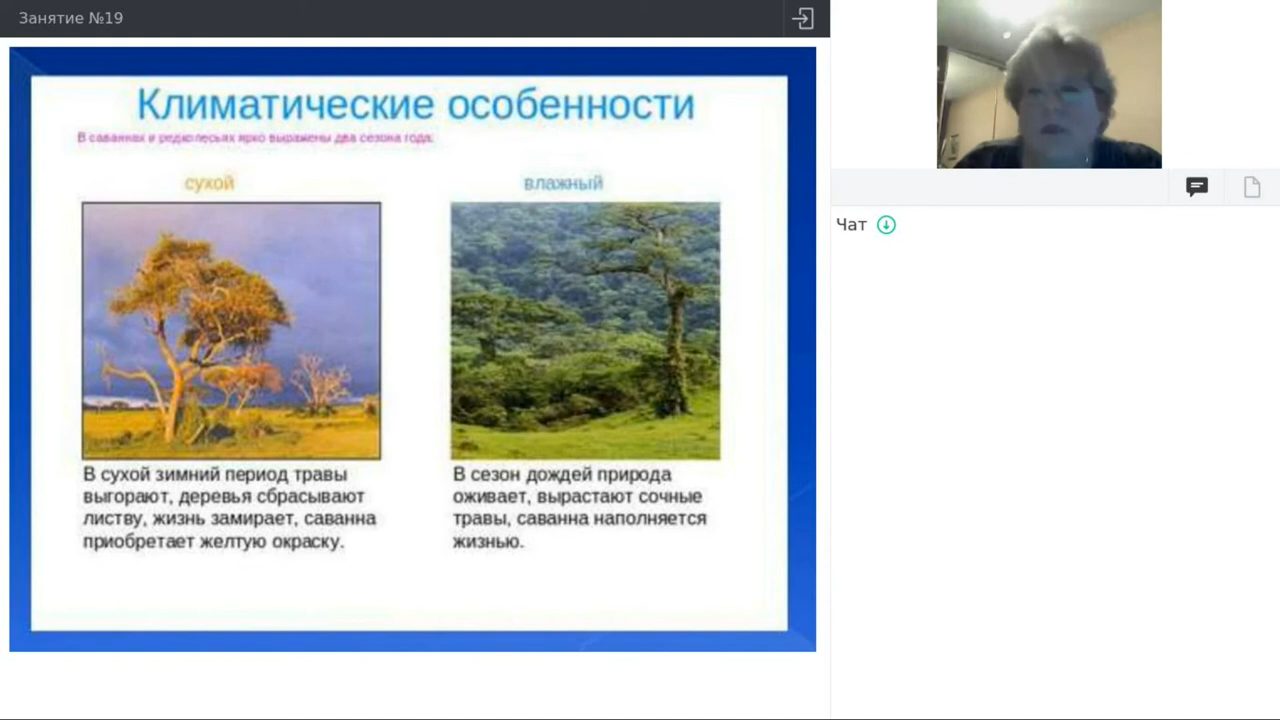 Занятие №19
Климатические особенности
В саваннах и редколесьях ярко выражены два сезона года:
сухой
влажный
В сухой зимний период травы
выгорают, деревья сбрасывают
листву, жизнь замирает, саванна
приобретает желтую окраску.
В сезон дождей природа
оживает, вырастают сочные
травы, саванна наполняется
жизнью.
Чат